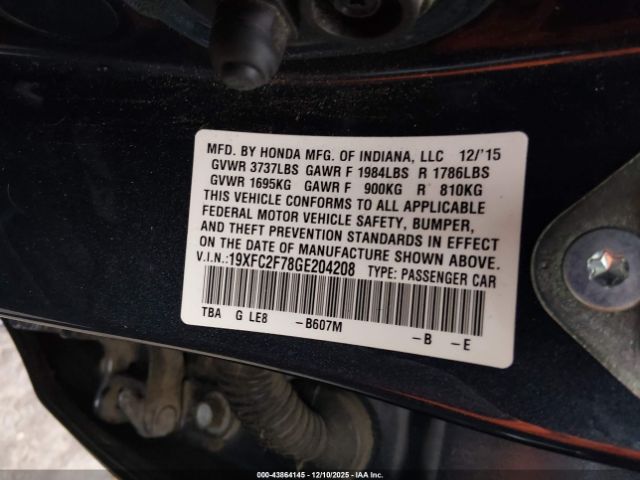 MFD. BY HONDA MFG. OF INDIANA, LLC 12/'15
GVWR 3737LBS GAWR F 1984LBS R 1786LBS
GVWR 1695KG GAWR F 900KG R 810KG
THIS VEHICLE CONFORMS TO ALL APPLICABLE
FEDERAL MOTOR VEHICLE SAFETY, BUMPER,
AND THEFT PREVENTION STANDARDS IN EFFECT
ON THE DATE OF MANUFACTURE SHOWN ABOVE.
V.I.N.:19XFC2F78GE204208 TYPE: PASSENGER CAR
TBA G LE8 -B607M -B -E
000-43864145 - 12/10/2025 - IAA Inc.